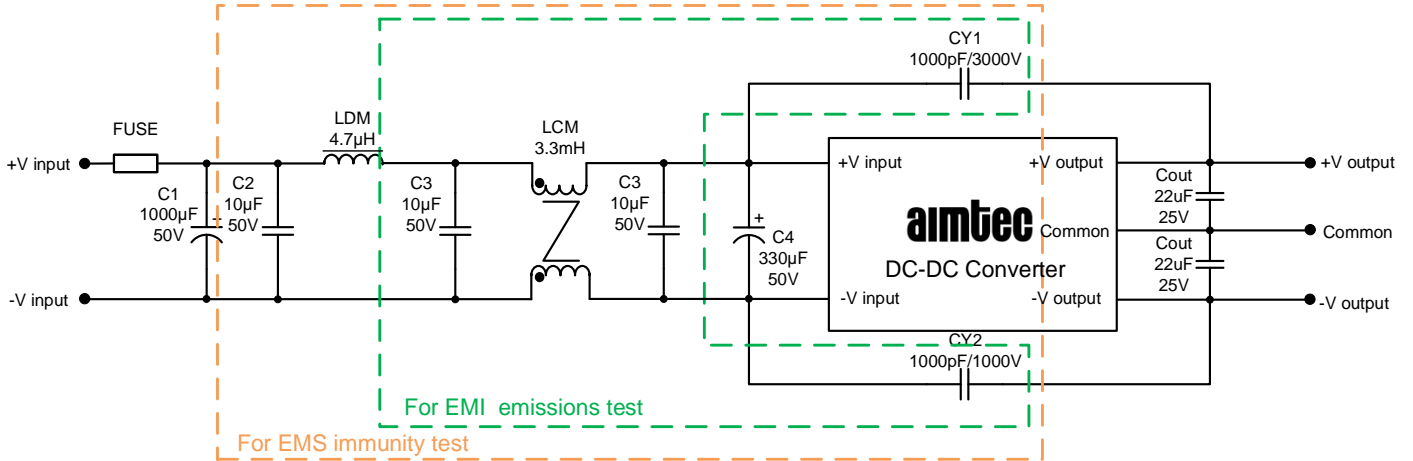 CY1
1000pF/3000V
FUSE
LDM
4.7µH
LCM
3.3mH
+V input
+V input
+V output
+V output
C1
1000µF
50V
+
C2
10µF
50V
C3
10µF
50V
C3
10µF
50V
+
C4
330µF
50V
aimtec
DC-DC Converter
Common
Cout
22uF
25V
Common
Cout
22uF
25V
-V input
-V input
-V output
-V output
CY2
1000pF/1000V
For EMI emissions test
For EMS immunity test